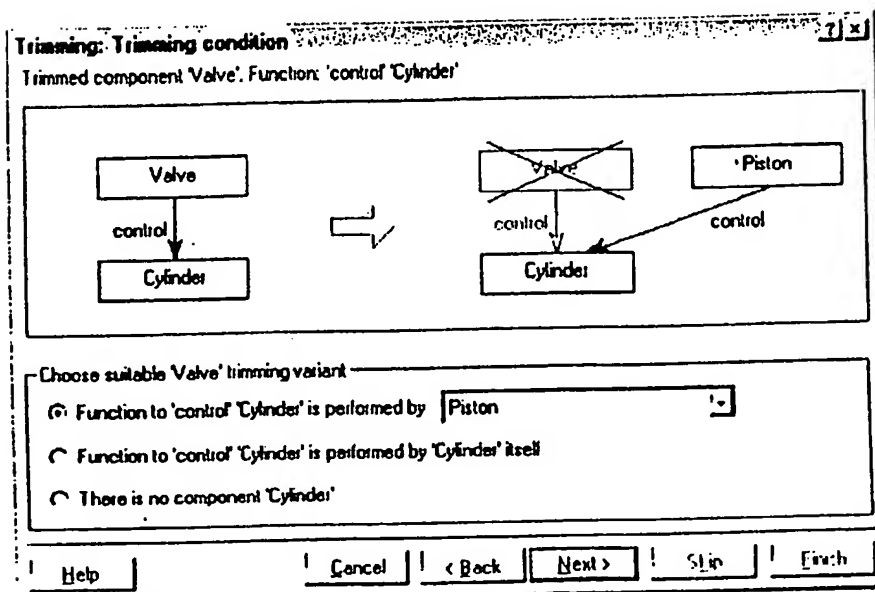 Trimming: Trimming condition ? x
Trimmed component 'Valve'. Function: 'control' 'Cylinder'
Valve
Valve
Piston
control
control
control
Cylinder
Cylinder
Choose suitable 'Valve' trimming variant
Function to 'control' 'Cylinder' is performed by Piston
Function to 'control' 'Cylinder' is performed by 'Cylinder' itself
There is no component 'Cylinder'
Help Cancel < Back Next > Skip Finish